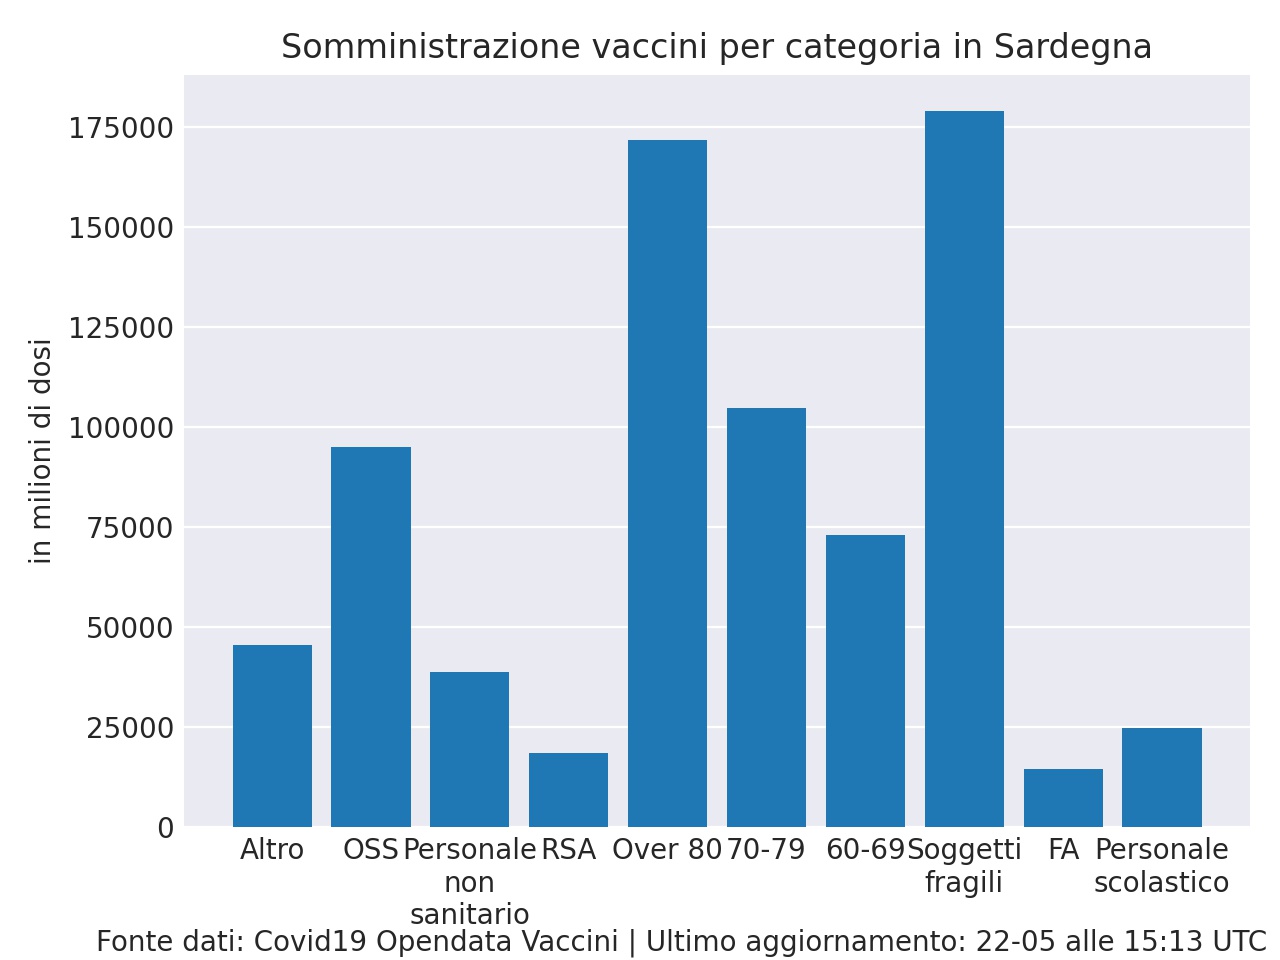 Somministrazione vaccini per categoria in Sardegna
in milioni di dosi
175000
150000
125000
100000
75000
50000
25000
0
Altro
OSS
Personale
non
sanitario
RSA
Over 80
70-79
60-69
Soggetti
fragili
FA
Personale
scolastico
Fonte dati: Covid19 Opendata Vaccini | Ultimo aggiornamento: 22-05 alle 15:13 UTC